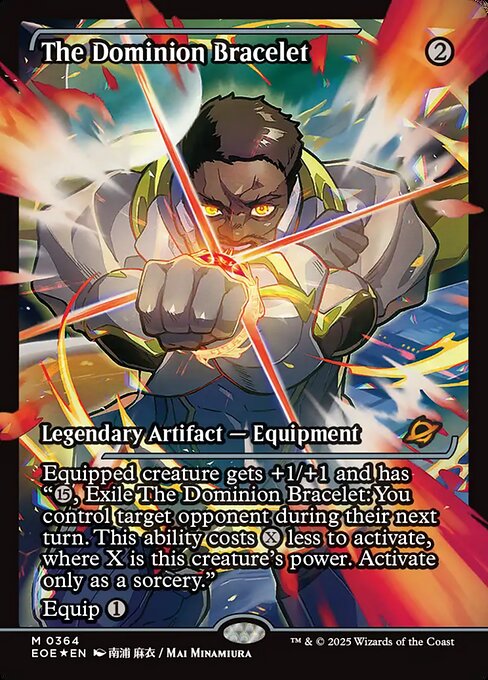 The Dominion Bracelet 2
Legendary Artifact — Equipment
Equipped creature gets +1/+1 and has
“15, Exile The Dominion Bracelet: You
control target opponent during their next
turn. This ability costs X less to activate,
where X is this creature's power. Activate
only as a sorcery.”
Equip 1
M 0364
EOE★EN 南浦 麻衣 / Mai Minamiura
™ & © 2025 Wizards of the Coast